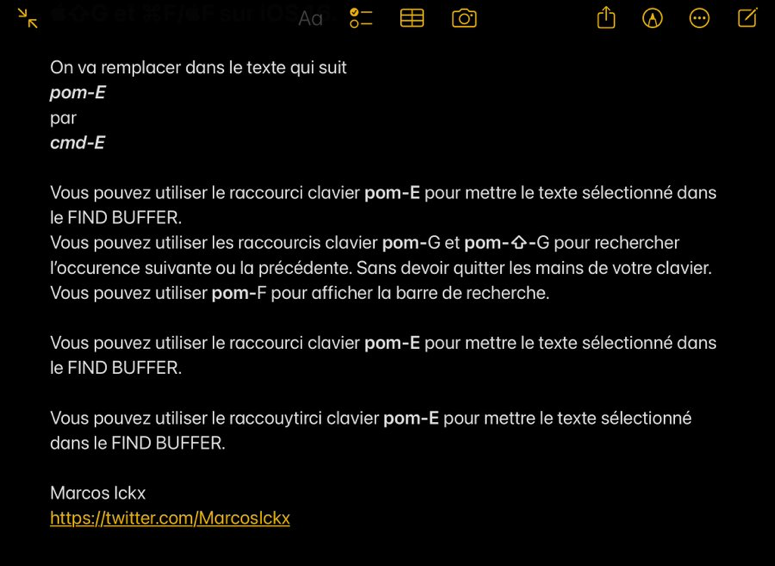 Aa
On va remplacer dans le texte qui suit
pom-E
par
cmd-E
Vous pouvez utiliser le raccourci clavier pom-E pour mettre le texte sélectionné dans
le FIND BUFFER.
Vous pouvez utiliser les raccourcis clavier pom-G et pom-⇧-G pour rechercher
l’occurence suivante ou la précédente. Sans devoir quitter les mains de votre clavier.
Vous pouvez utiliser pom-F pour afficher la barre de recherche.
Vous pouvez utiliser le raccourci clavier pom-E pour mettre le texte sélectionné dans
le FIND BUFFER.
Vous pouvez utiliser le raccouytirci clavier pom-E pour mettre le texte sélectionné
dans le FIND BUFFER.
Marcos Ickx
https://twitter.com/MarcosIckx